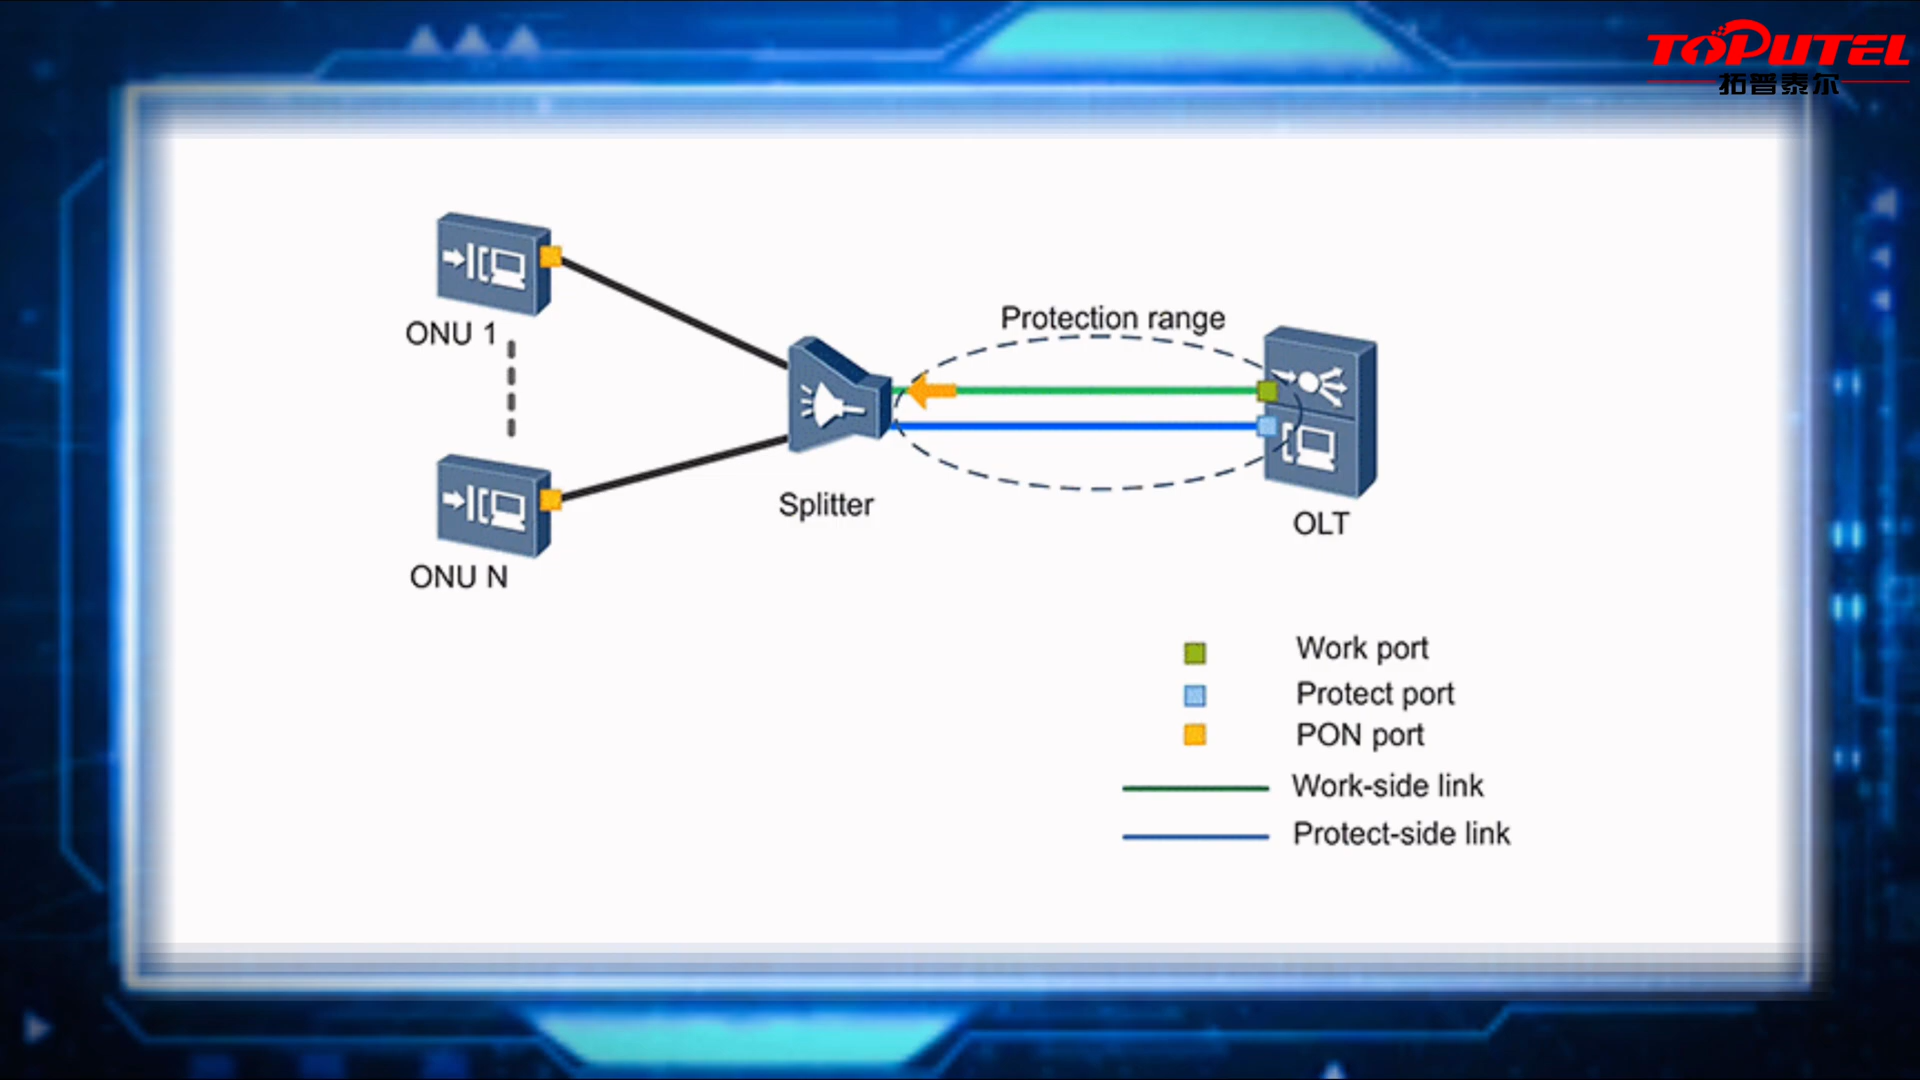 TOPUTEL
拓普泰尔
Protection range
ONU 1
Splitter
OLT
ONU N
Work port
Protect port
PON port
Work-side link
Protect-side link